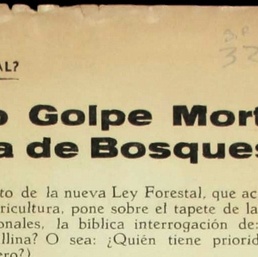 AL?
o Golpe Mort
a de Bosques
to de la nueva Ley Forestal, que ac
ricultura, pone sobre el tapete de la
onales, la bíblica interrogación de:
llina? O sea: ¿Quién tiene priorid
ero?)